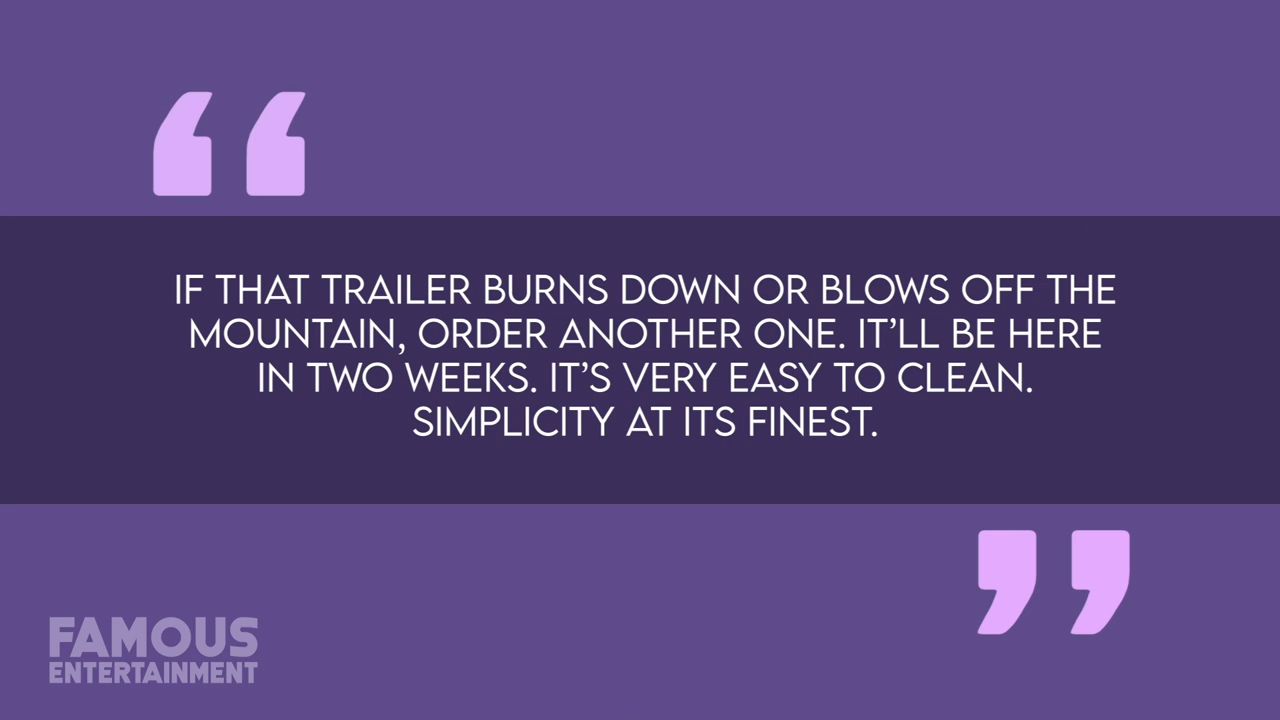 “
IF THAT TRAILER BURNS DOWN OR BLOWS OFF THE
MOUNTAIN, ORDER ANOTHER ONE. IT’LL BE HERE
IN TWO WEEKS. IT’S VERY EASY TO CLEAN.
SIMPLICITY AT ITS FINEST.
”
FAMOUS
ENTERTAINMENT